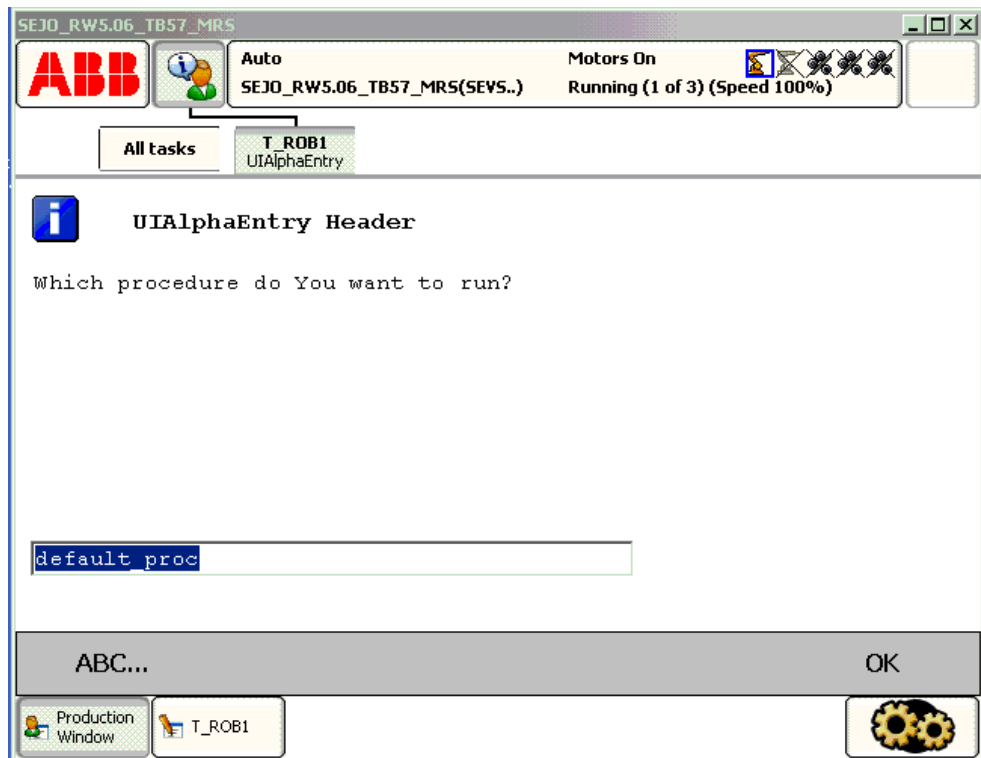 SEJO_RW5.06_TB57_MRS
ABB
Auto
SEJO_RW5.06_TB57_MRS(SEVS..)
Motors On
Running (1 of 3) (Speed 100%)
All tasks
T_ROB1
UIAlphaEntry
UIAlphaEntry Header
Which procedure do You want to run?
default_proc
ABC...
OK
Production
Window
T_ROB1